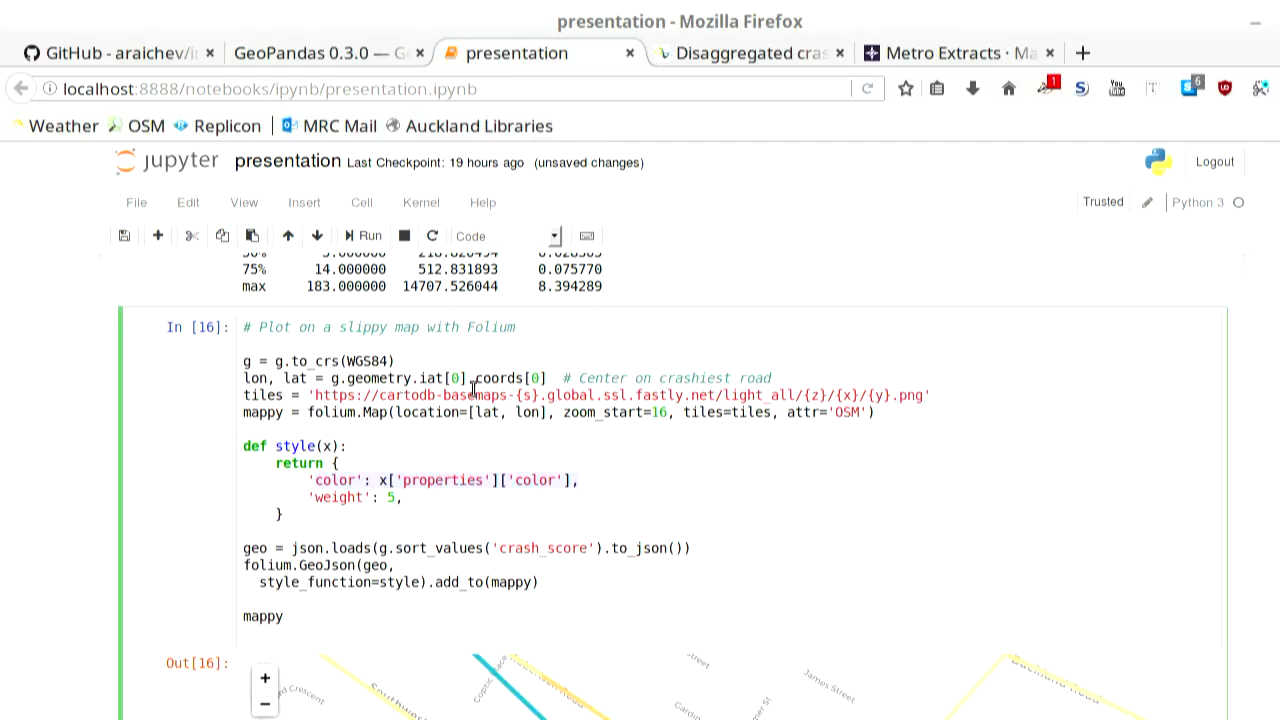 presentation - Mozilla Firefox
GitHub - araichev/i
GeoPandas 0.3.0 — G
presentation
Disaggregated cras
Metro Extracts · Ma
localhost:8888/notebooks/ipynb/presentation.ipynb
1
You
6
Weather OSM Replicon MRC Mail Auckland Libraries
jupyter presentation Last Checkpoint: 19 hours ago (unsaved changes) Logout
File Edit View Insert Cell Kernel Help Trusted Python 3
Run Code
75% 14.000000 512.831893 0.075770
max 183.000000 14707.526044 8.394289
In [16]: # Plot on a slippy map with Folium
g = g.to_crs(WGS84)
lon, lat = g.geometry.iat[0].coords[0] # Center on crashiest road
tiles = 'https://cartodb-basemaps-{s}.global.ssl.fastly.net/light_all/{z}/{x}/{y}.png'
mappy = folium.Map(location=[lat, lon], zoom_start=16, tiles=tiles, attr='OSM')
def style(x):
return {
'color': x['properties']['color'],
'weight': 5,
}
geo = json.loads(g.sort_values('crash_score').to_json())
folium.GeoJson(geo,
style_function=style).add_to(mappy)
mappy
Out[16]:
+
−
Crescent
James Street